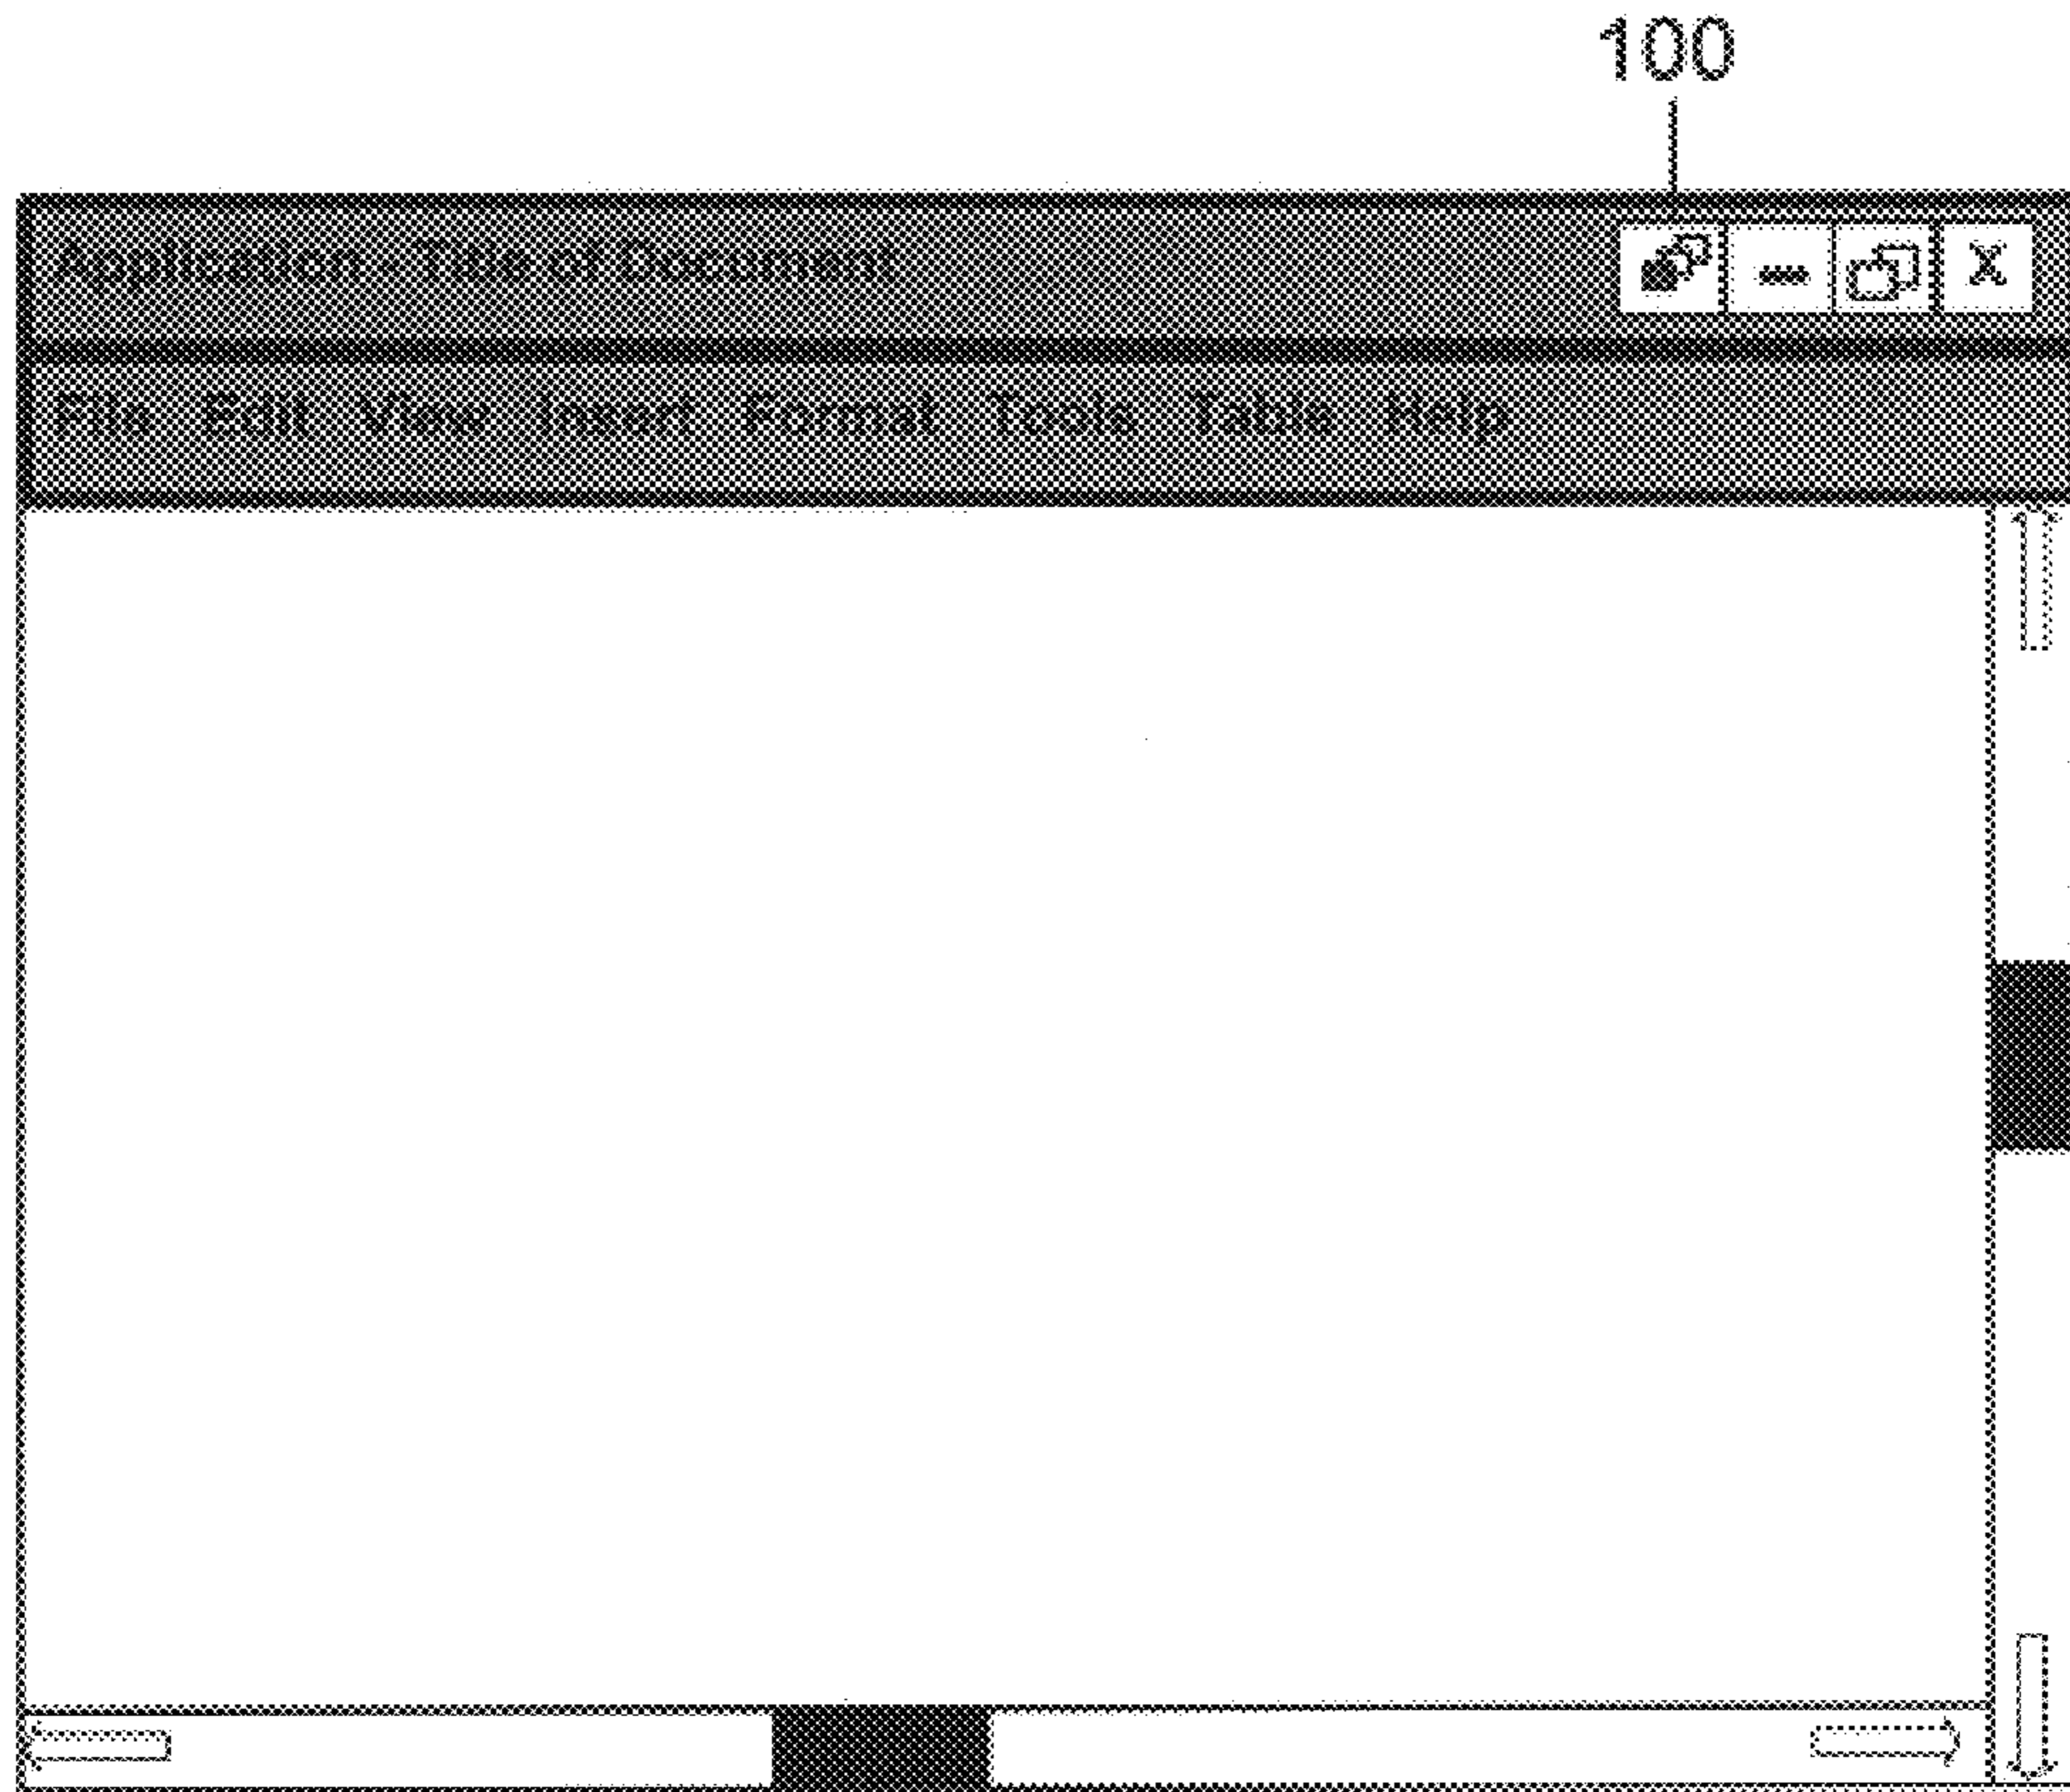 100
Application - Title of Document X
File Edit View Insert Format Tools Table Help